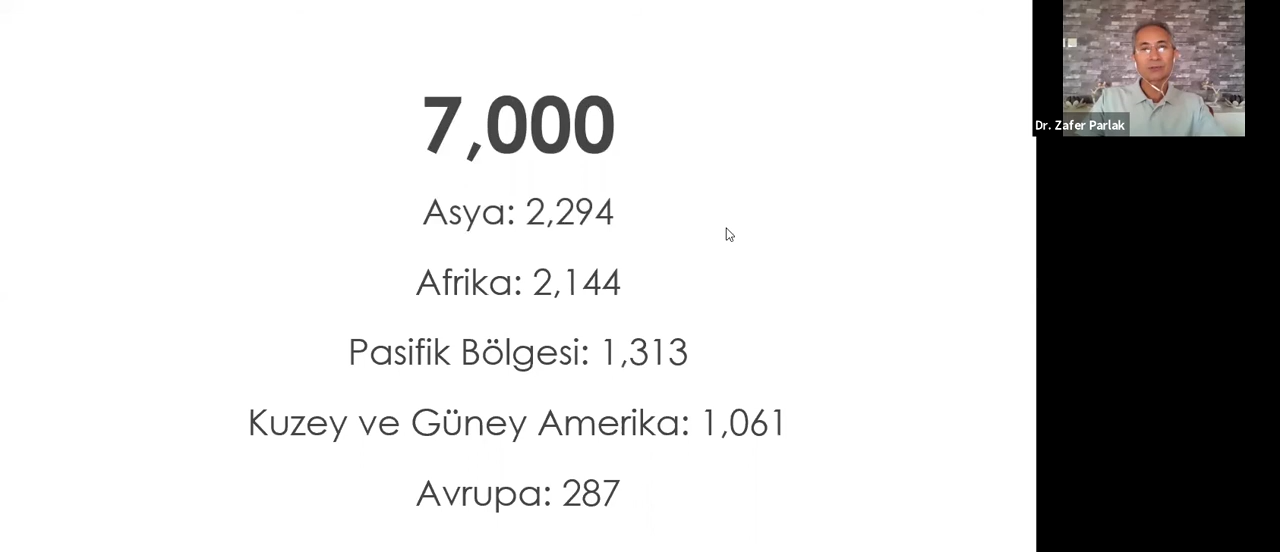 7,000
Asya: 2,294
Afrika: 2,144
Pasifik Bölgesi: 1,313
Kuzey ve Güney Amerika: 1,061
Avrupa: 287
Dr. Zafer Parlak